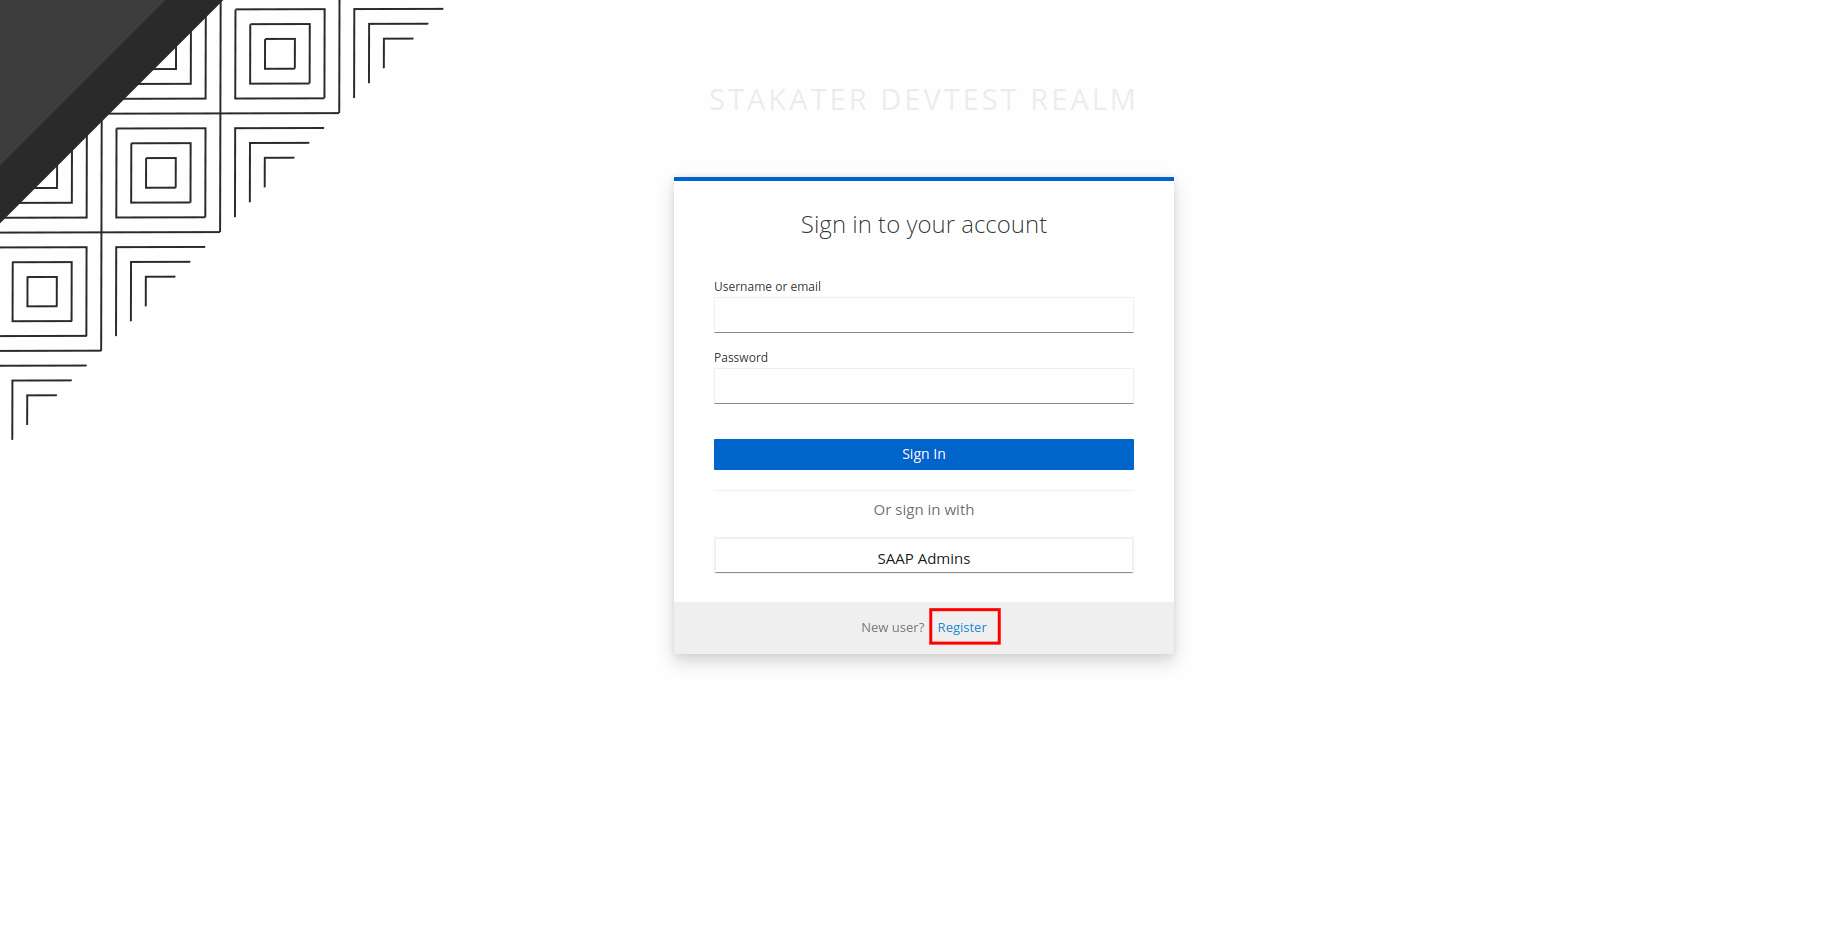 STAKATER DEVTEST REALM
Sign in to your account
Username or email
Password
Sign In
Or sign in with
SAAP Admins
New user? Register